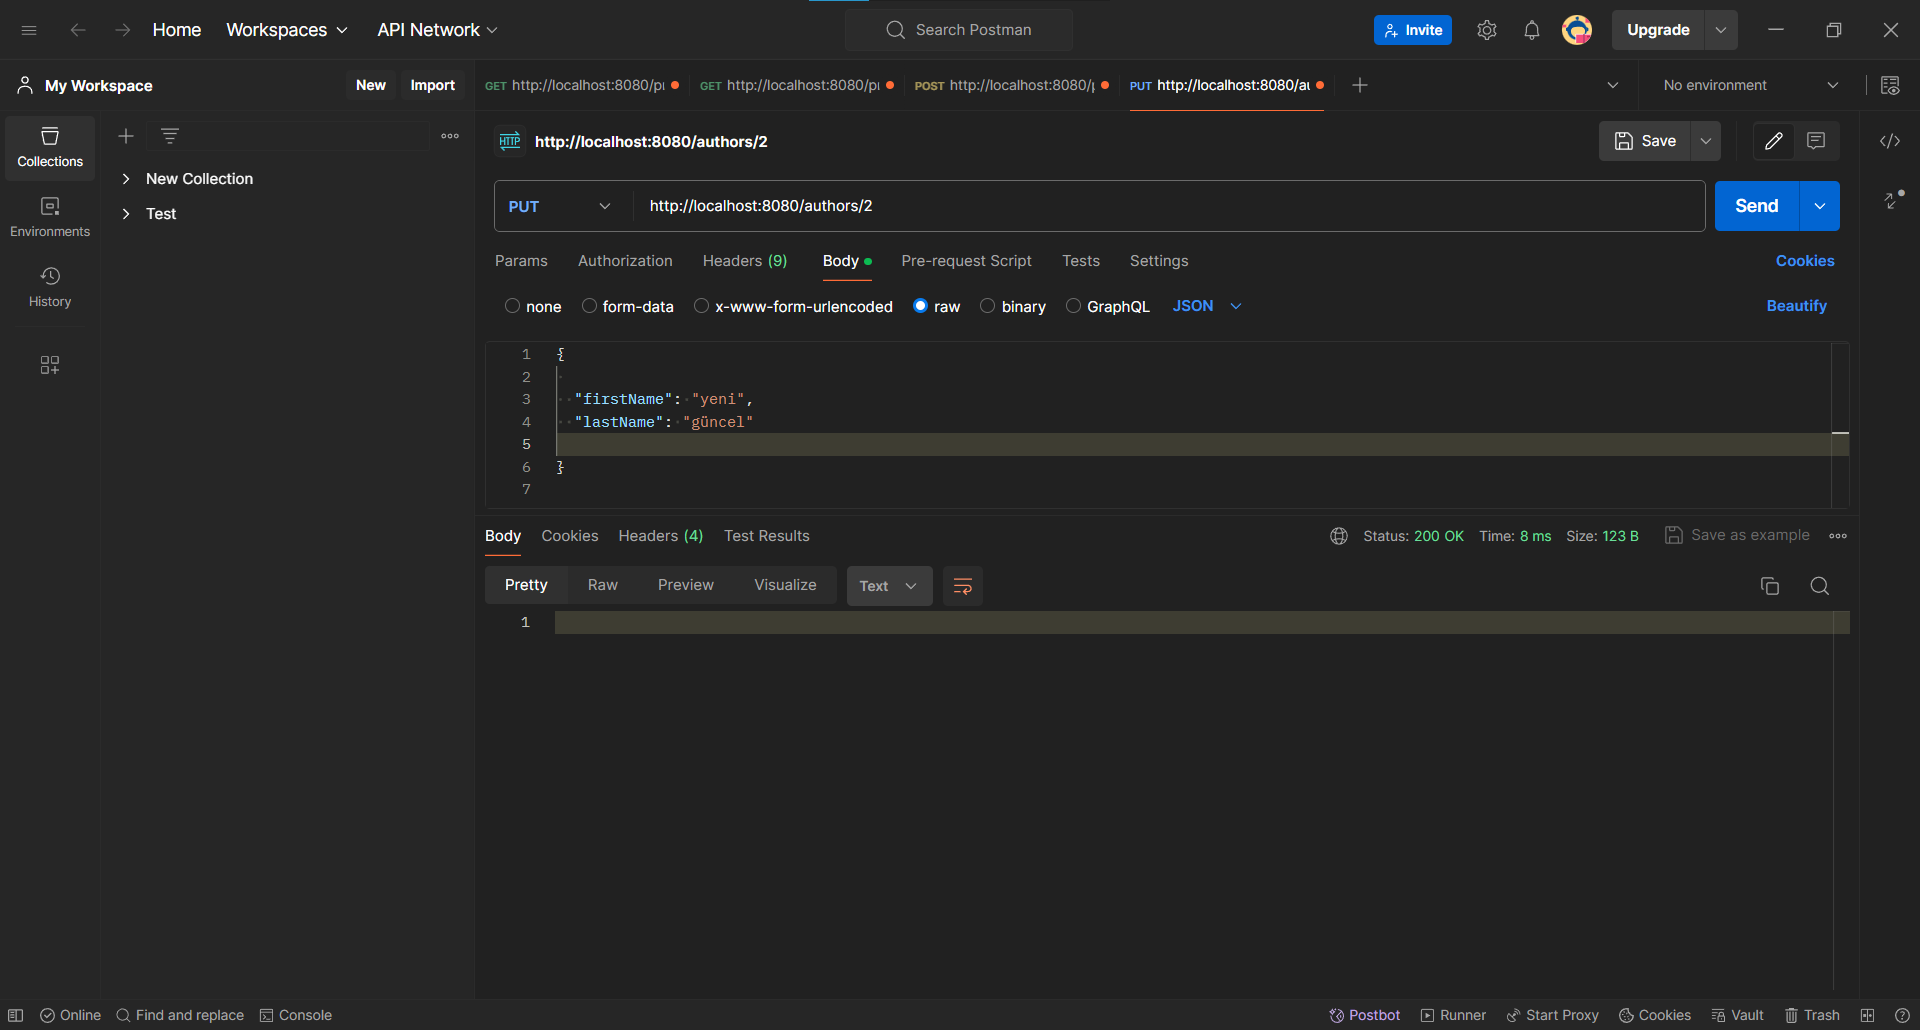 Home Workspaces API Network Search Postman Invite Upgrade
My Workspace New Import GET http://localhost:8080/pu GET http://localhost:8080/pu POST http://localhost:8080/ PUT http://localhost:8080/au No environment
Collections
Environments
History
New Collection
Test
HTTP http://localhost:8080/authors/2 Save
PUT http://localhost:8080/authors/2 Send
Params Authorization Headers (9) Body Pre-request Script Tests Settings Cookies
none form-data x-www-form-urlencoded raw binary GraphQL JSON Beautify
1 {
2
3 "firstName": "yeni",
4 "lastName": "güncel"
5
6 }
7
Body Cookies Headers (4) Test Results Status: 200 OK Time: 8 ms Size: 123 B Save as example
Pretty Raw Preview Visualize Text
1
Online Find and replace Console Postbot Runner Start Proxy Cookies Vault Trash